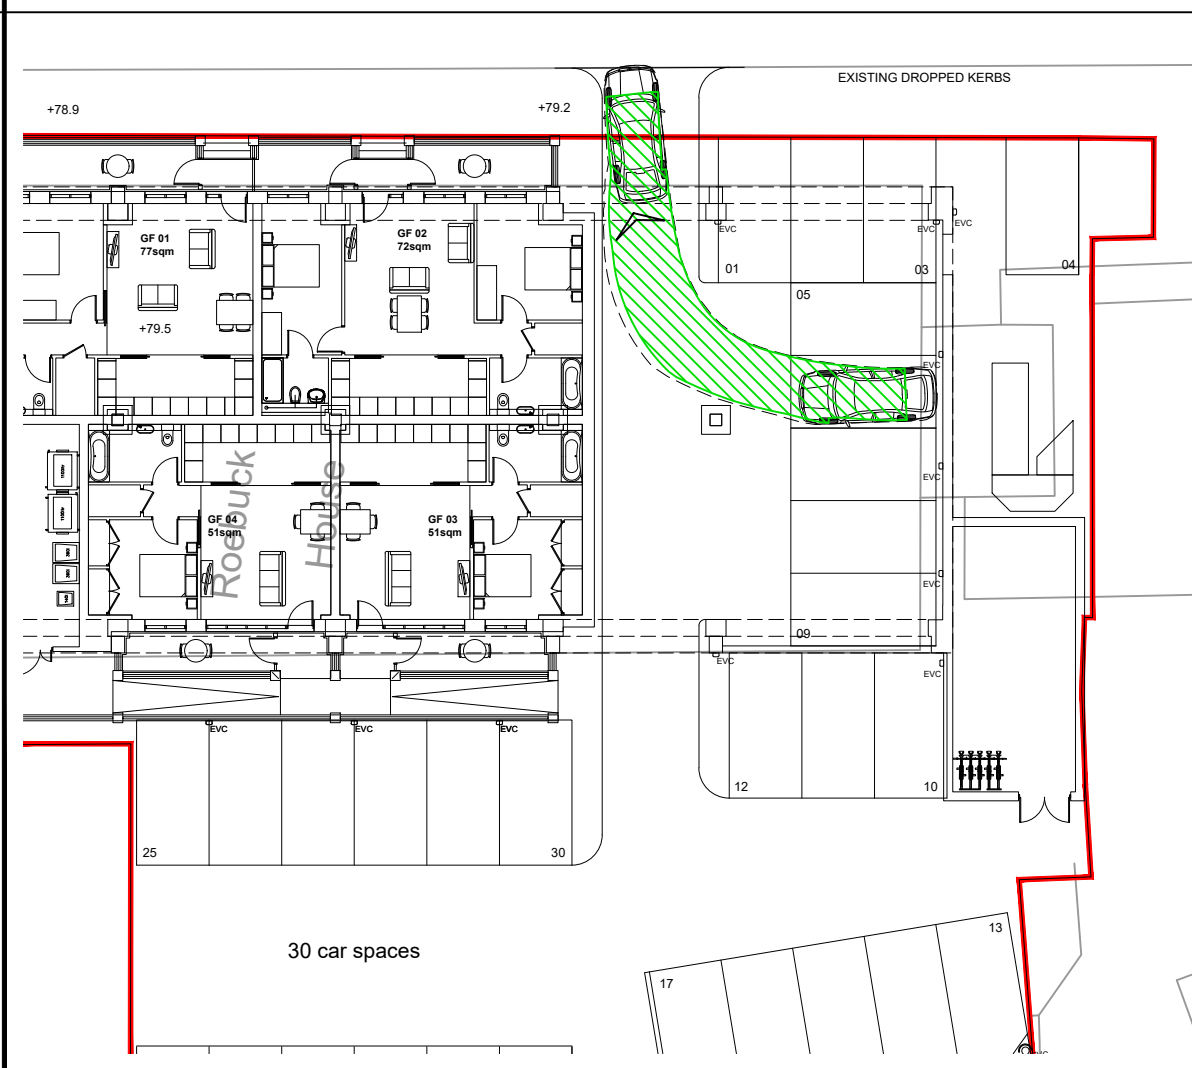 EXISTING DROPPED KERBS
+78.9
+79.2
EVC
EVC
EVC
GF 01
77sqm
GF 02
72sqm
01
03
04
05
+79.5
EVC
EVC
Roebuck
House
GF 04
51sqm
GF 03
51sqm
EVC
09
EVC
EVC
EVC
EVC
EVC
12
10
25
30
30 car spaces
13
17